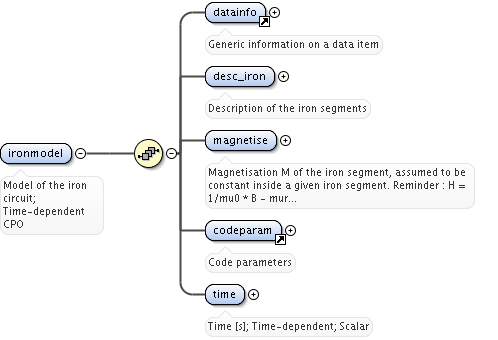 datainfo
Generic information on a data item
desc_iron
Description of the iron segments
ironmodel
Model of the iron
circuit;
Time-dependent
CPO
magnetise
Magnetisation M of the iron segment, assumed to be
constant inside a given iron segment. Reminder : H =
1/mu0 * B - mur...
codeparam
Code parameters
time
Time [s]; Time-dependent; Scalar